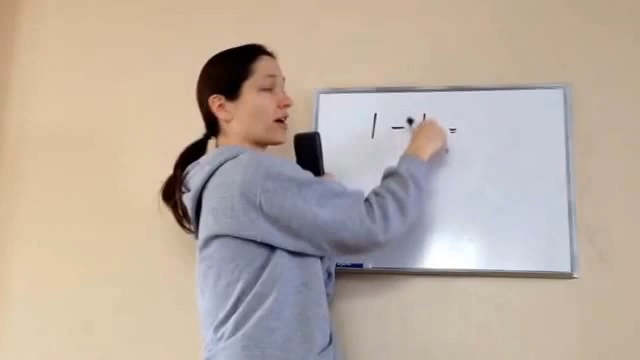 1 - 1 =